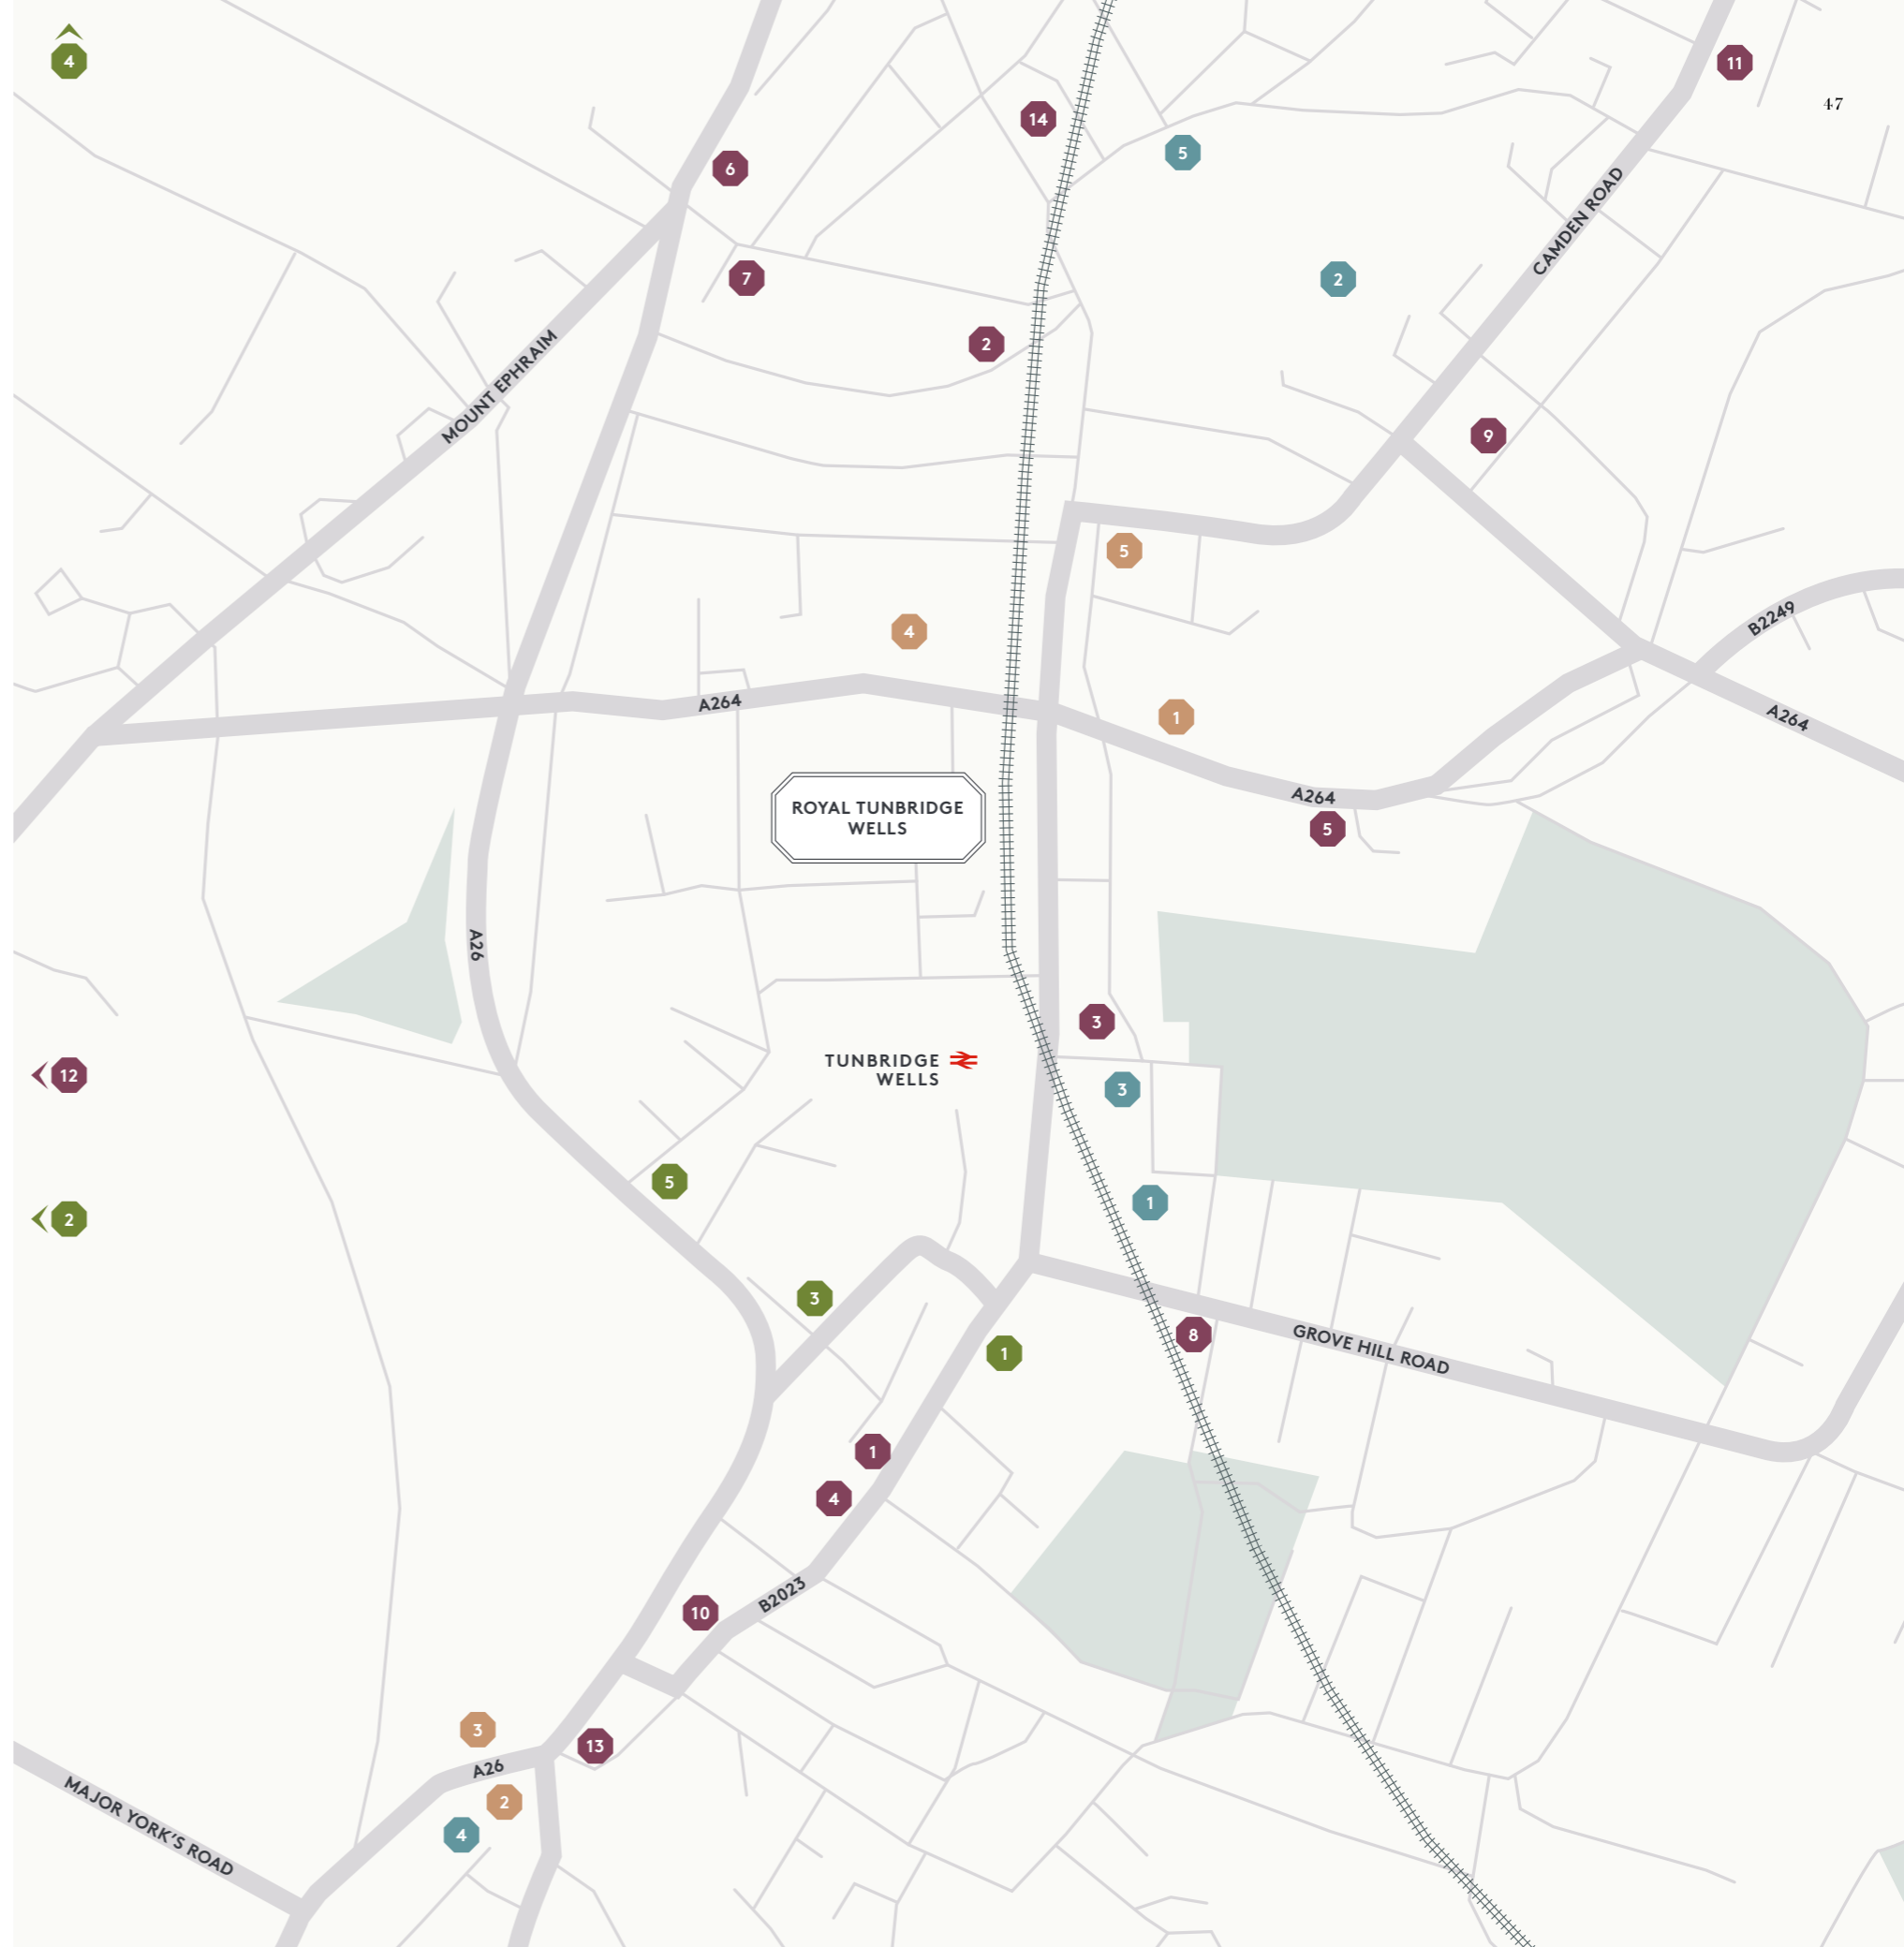 4
11
47
14
5
6
CAMDEN ROAD
7
2
2
MOUNT EPHRAIM
9
5
4
B2249
A264
1
A264
A264
ROYAL TUNBRIDGE
WELLS
5
A26
3
TUNBRIDGE
WELLS
12
3
5
1
2
3
8
GROVE HILL ROAD
1
1
4
B2023
10
3
13
A26
2
MAJOR YORK'S ROAD
4